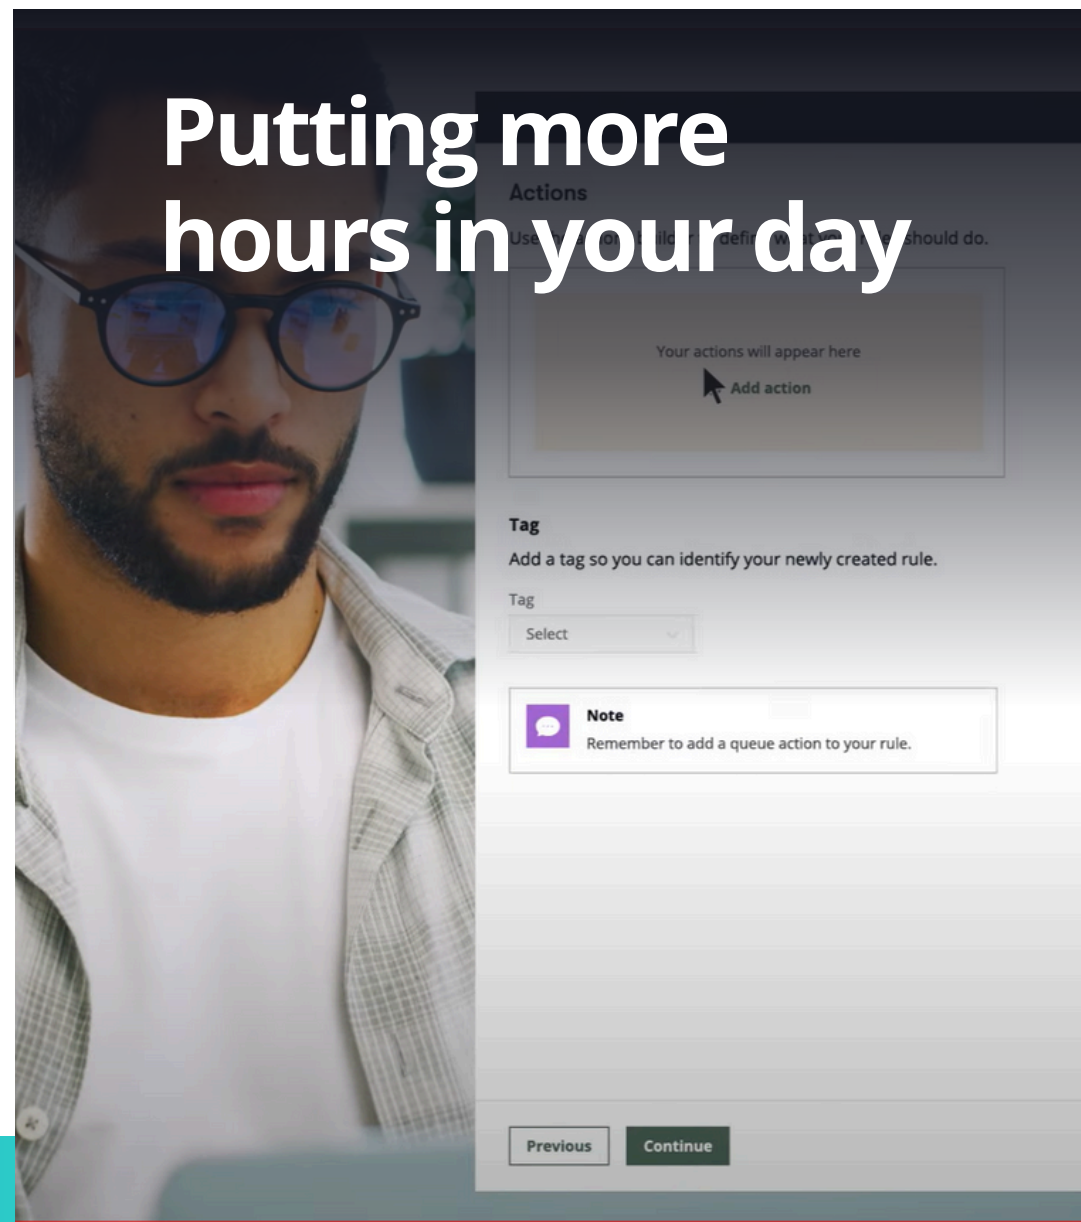 Putting more
hours in your day
Actions
should do.
Your actions will appear here
Add action
Tag
Add a tag so you can identify your newly created rule.
Tag
Select
Note
Remember to add a queue action to your rule.
Previous
Continue